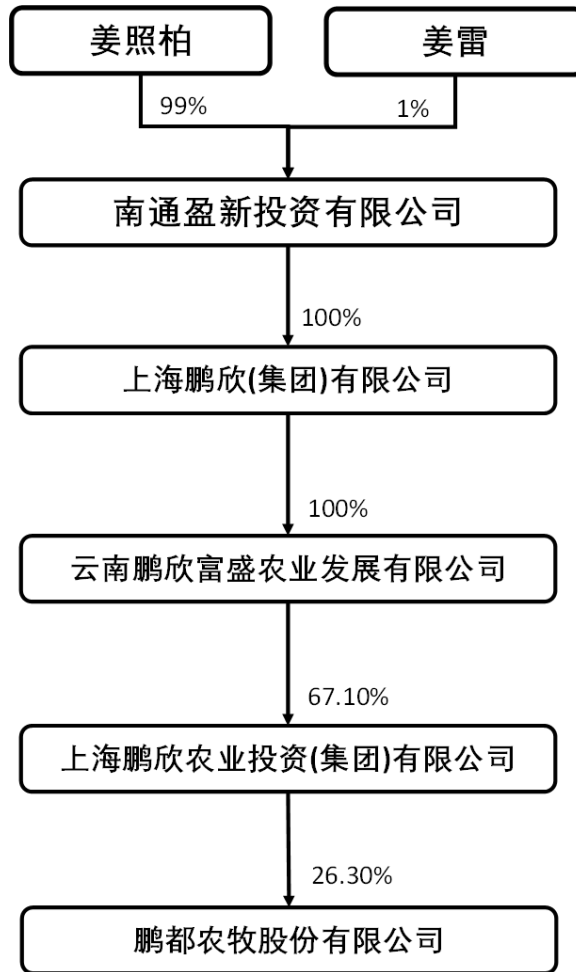 姜照柏
姜雷
99%
1%
南通盈新投资有限公司
100%
上海鹏欣(集团)有限公司
100%
云南鹏欣富盛农业发展有限公司
67.10%
上海鹏欣农业投资(集团)有限公司
26.30%
鹏都农牧股份有限公司